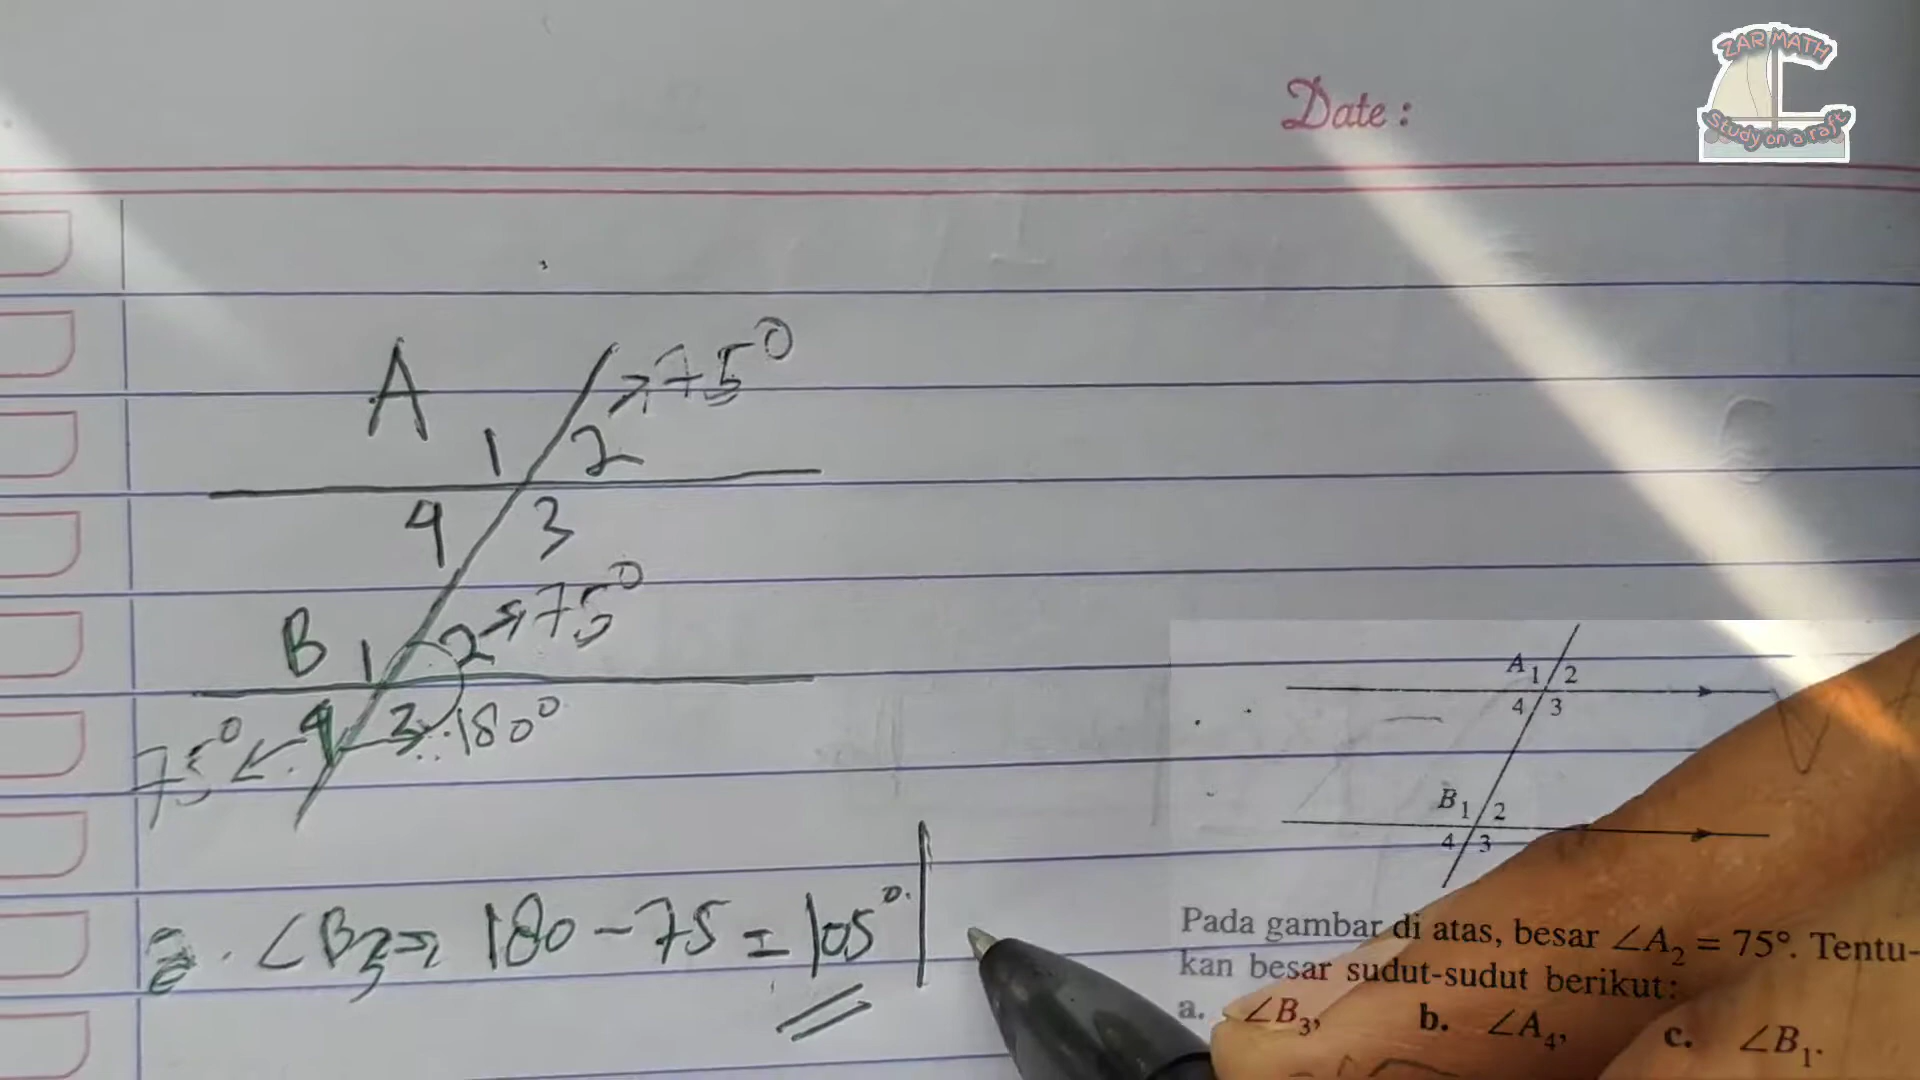 ZAR MATH
Study on a raft
Date :
A
75°
1 2
4 3
B 1 2 75°
75° 4 3 180°
∠B3 = 180 - 75 = 105°
A1 2
4 3
B1 2
4 3
Pada gambar di atas, besar ∠A2 = 75°. Tentu-
kan besar sudut-sudut berikut:
a. ∠B3, b. ∠A4, c. ∠B1.